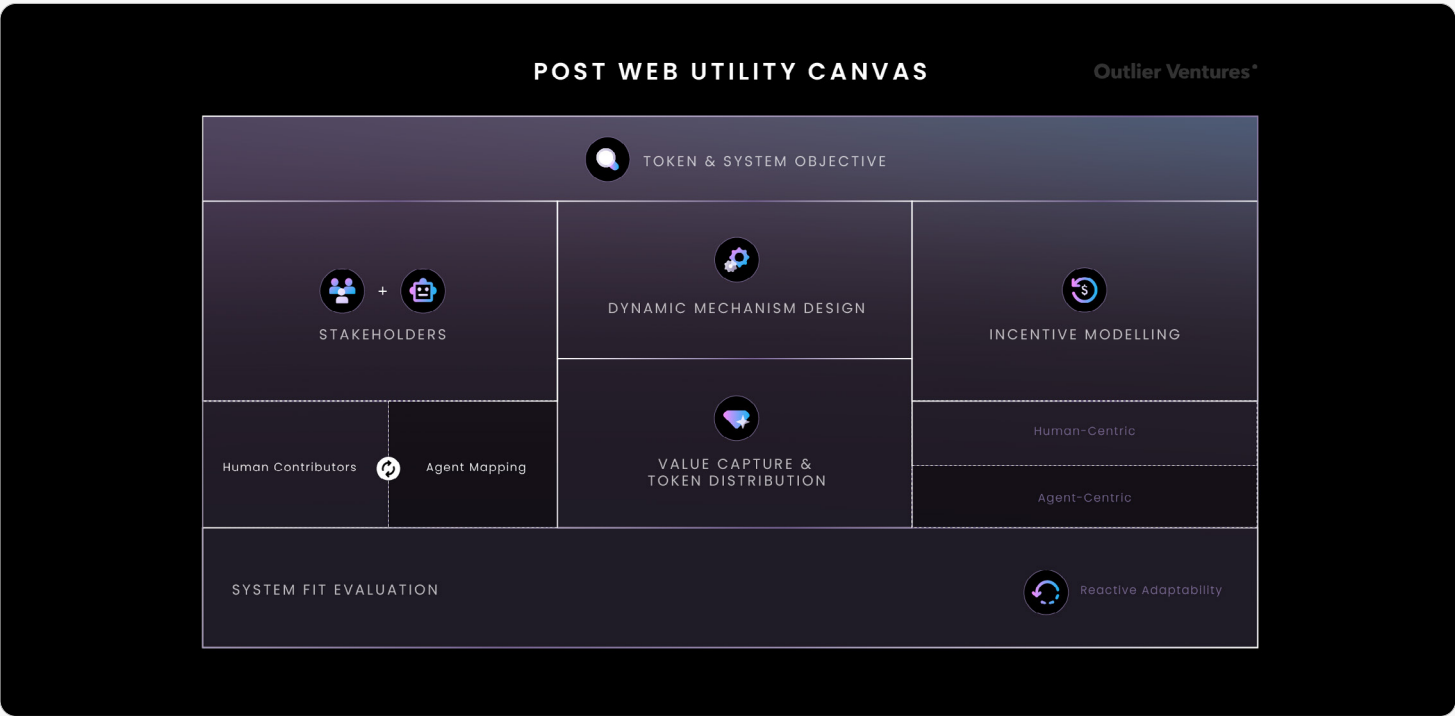 POST WEB UTILITY CANVAS
Outlier Ventures
TOKEN & SYSTEM OBJECTIVE
+
STAKEHOLDERS
Human Contributors
Agent Mapping
DYNAMIC MECHANISM DESIGN
VALUE CAPTURE &
TOKEN DISTRIBUTION
$
INCENTIVE MODELLING
Human-Centric
Agent-Centric
SYSTEM FIT EVALUATION
Reactive Adaptability